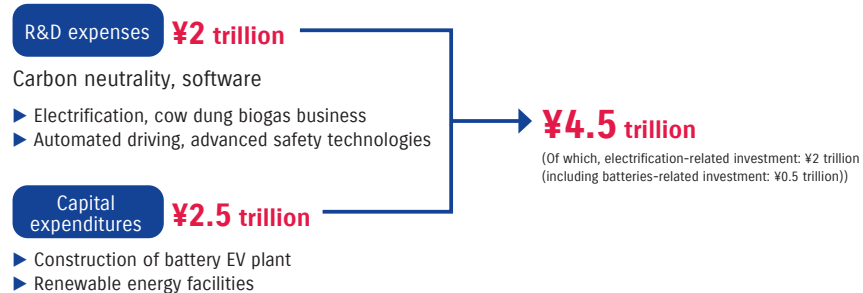 R&D expenses ¥2 trillion
Carbon neutrality, software
▶ Electrification, cow dung biogas business
▶ Automated driving, advanced safety technologies
¥4.5 trillion
(Of which, electrification-related investment: ¥2 trillion
(including batteries-related investment: ¥0.5 trillion))
Capital
expenditures
¥2.5 trillion
▶ Construction of battery EV plant
▶ Renewable energy facilities